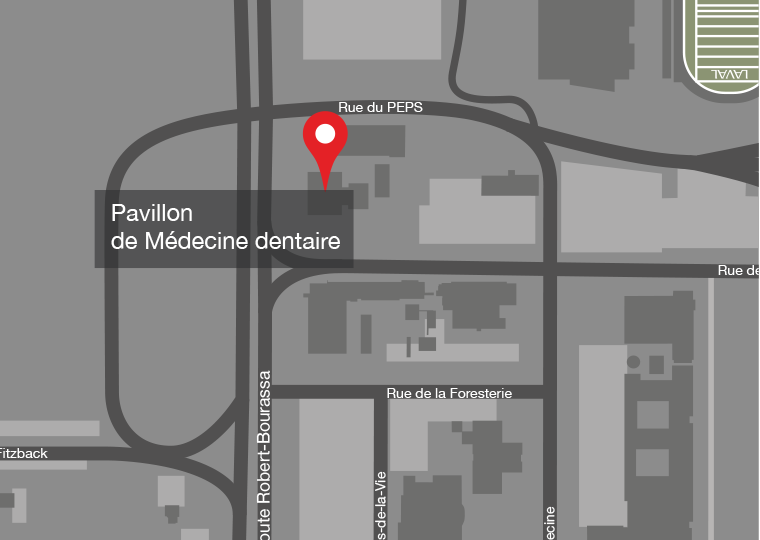 LAVAL
Rue du PEPS
Pavillon
de Médecine dentaire
Rue de
Rue de la Foresterie
oute Robert-Bourassa
Fitzback
s-de-la-Vie
ecine